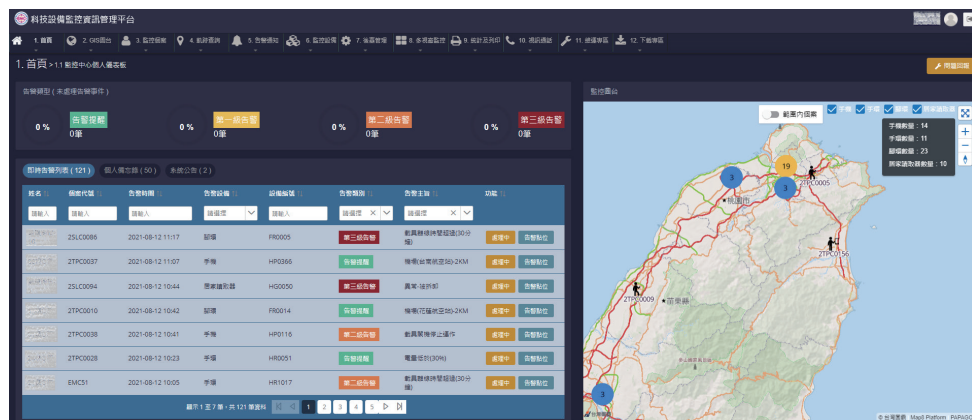 科技設備監控資訊管理平台
1. 首頁 2. GIS圖台 3. 監控個案 4. 軌跡查詢 5. 告警通知 6. 監控設備 7. 後臺管理 8. 多視窗監控 9. 統計及列印 10. 視訊通話 11. 維運專區 12. 下載專區
1. 首頁 > 1.1 監控中心個人儀表板
問題回報
告警類型 ( 未處理告警事件 )
0 % 告警提醒 0筆
0 % 第一級告警 0筆
0 % 第二級告警 0筆
0 % 第三級告警 0筆
即時告警列表 ( 121 ) 個人備忘錄 ( 50 ) 系統公告 ( 2 )
姓名 個案代號 告警時間 告警設備 設備編號 告警類別 告警主旨 功能
請輸入 請輸入 請輸入 請選擇 請輸入 請選擇 請選擇
2SLC0086 2021-08-12 11:17 腳環 FR0005 第三級告警 載具離線時間超過(30分鐘) 處理中 告警點位
2TPC0037 2021-08-12 11:07 手機 HP0366 告警提醒 機場(台東航空站)-2KM 處理中 告警點位
2SLC0094 2021-08-12 10:44 居家讀取器 HG0050 第三級告警 異常-被拆卸 處理中 告警點位
2TPC0010 2021-08-12 10:42 腳環 FR0014 告警提醒 機場(花蓮航空站)-2KM 處理中 告警點位
2TPC0038 2021-08-12 10:41 手機 HP0116 第二級告警 載具關機停止運作 處理中 告警點位
2TPC0028 2021-08-12 10:23 手環 HR0051 告警提醒 電量低於(30%) 處理中 告警點位
EMC51 2021-08-12 10:05 手環 HR1017 第二級告警 載具離線時間超過(30分鐘) 處理中 告警點位
顯示 1 至 7 筆，共 121 筆資料 1 2 3 4 5
監控圖台
範圍內個案
手機 手環 腳環 居家讀取器
手機數量：14
手環數量：11
腳環數量：23
居家讀取器數量：10
19
3
3
2TPC0005
桃園市
2TPC0156
2TPC0009
苗栗縣
3
© 台灣圖霸 Map8 Platform PAPAGO